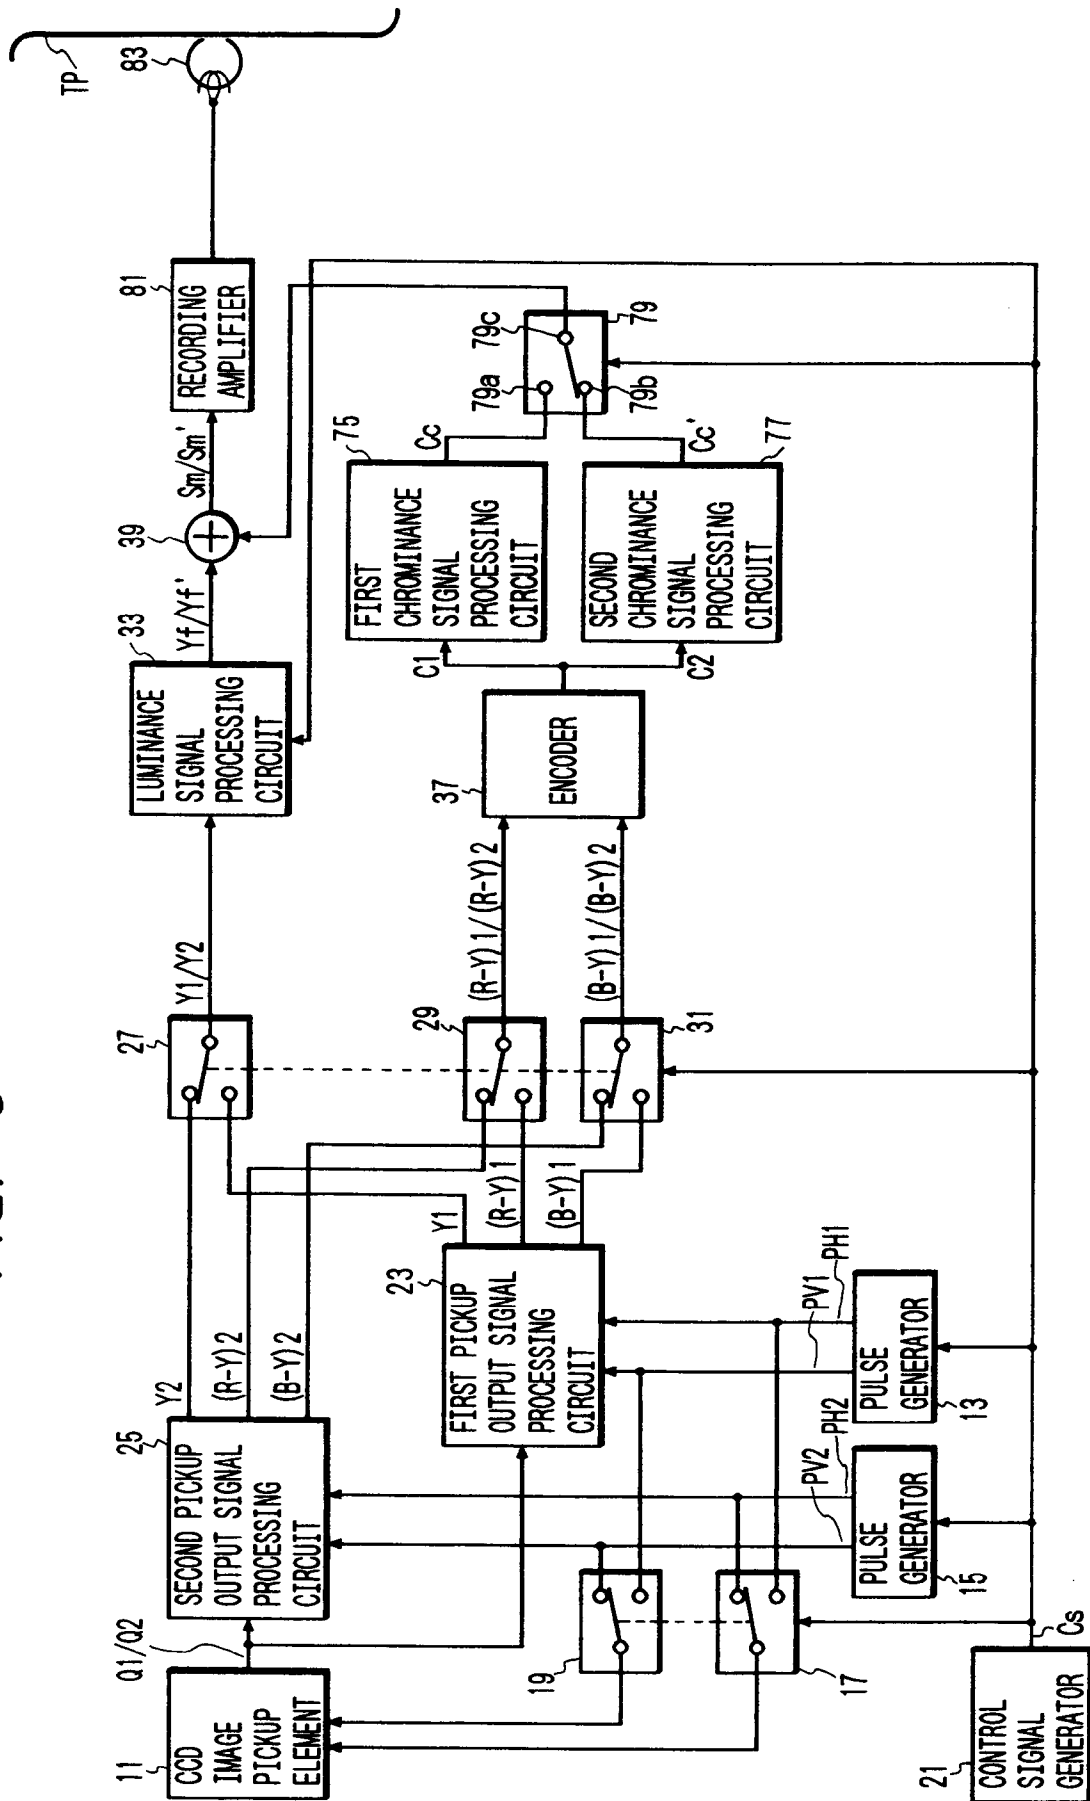 11
CCD
IMAGE
PICKUP
ELEMENT
Q1/Q2
25
SECOND PICKUP
OUTPUT SIGNAL
PROCESSING
CIRCUIT
Y2
(R-Y)2
(B-Y)2
27
Y1/Y2
33
LUMINANCE
SIGNAL
PROCESSING
CIRCUIT
Yf/Yf'
39
Sm/Sm'
81
RECORDING
AMPLIFIER
83
TP
23
FIRST PICKUP
OUTPUT SIGNAL
PROCESSING
CIRCUIT
Y1
(R-Y)1
(B-Y)1
29
(R-Y)1/(R-Y)2
31
(B-Y)1/(B-Y)2
37
ENCODER
C1
C2
75
FIRST
CHROMINANCE
SIGNAL
PROCESSING
CIRCUIT
Cc
SECOND
CHROMINANCE
SIGNAL
PROCESSING
CIRCUIT
77
Cc'
79a
79c
79b
79
19
17
PV2
PH2
PULSE
GENERATOR
15
PV1
PH1
PULSE
GENERATOR
13
21
CONTROL
SIGNAL
GENERATOR
Cs